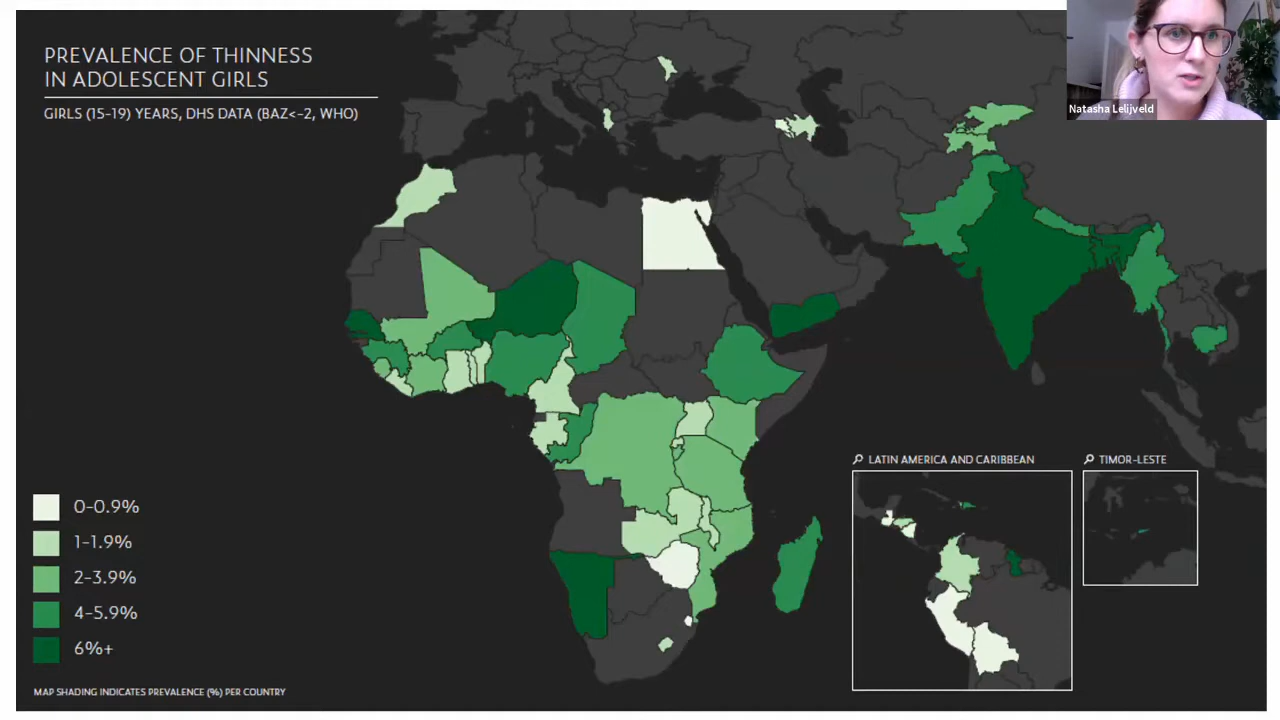 PREVALENCE OF THINNESS
IN ADOLESCENT GIRLS
GIRLS (15-19) YEARS, DHS DATA (BAZ<-2, WHO)
Natasha Lelijveld
LATIN AMERICA AND CARIBBEAN
TIMOR-LESTE
0-0.9%
1-1.9%
2-3.9%
4-5.9%
6%+
MAP SHADING INDICATES PREVALENCE (%) PER COUNTRY